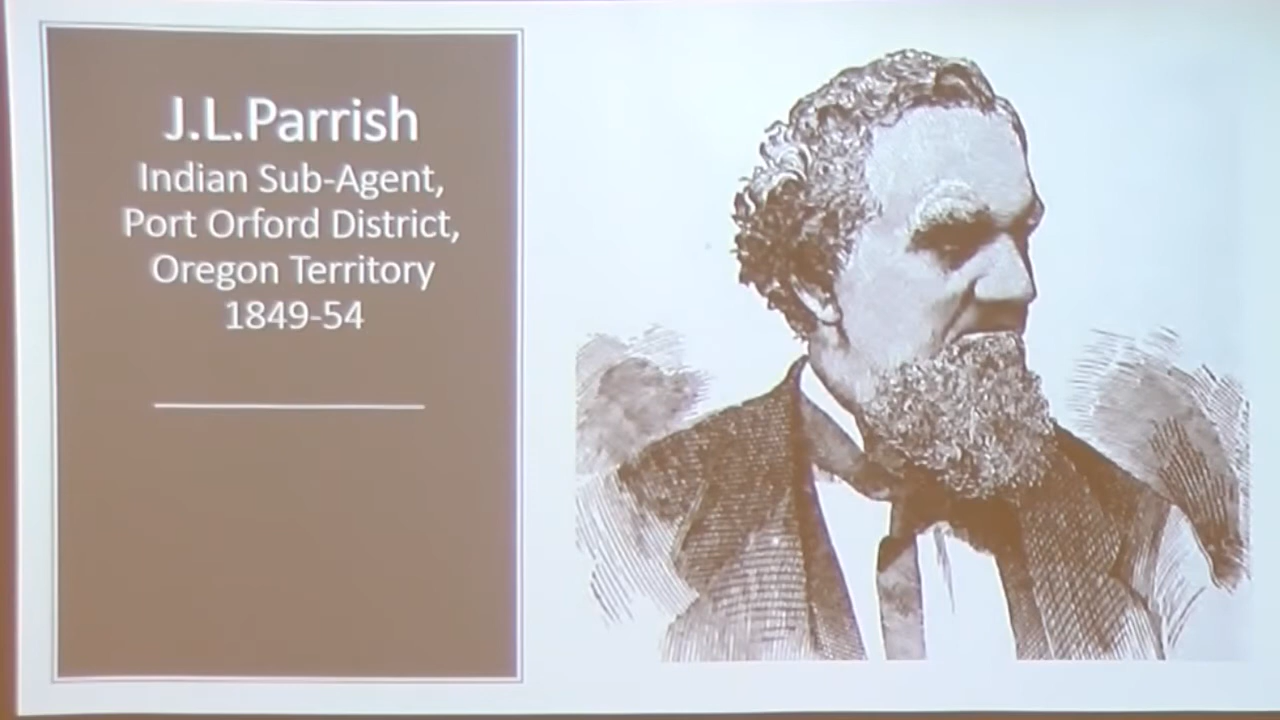 J.L.Parrish
Indian Sub-Agent,
Port Orford District,
Oregon Territory
1849-54